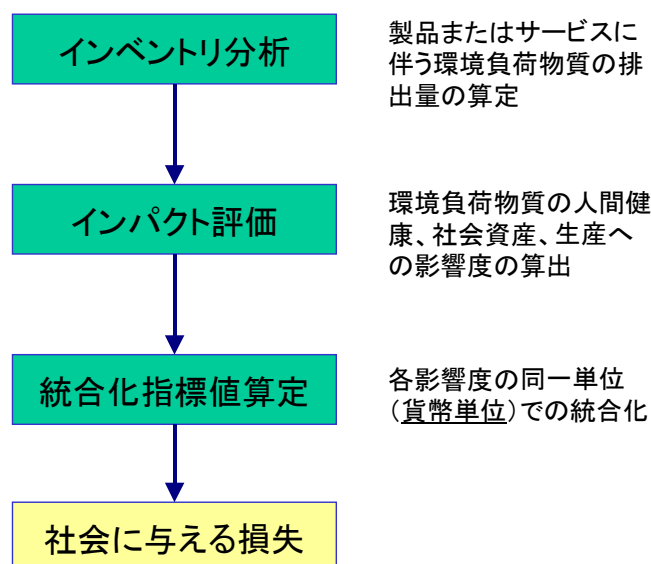 インベントリ分析
製品またはサービスに
伴う環境負荷物質の排
出量の算定
インパクト評価
環境負荷物質の人間健
康、社会資産、生産へ
の影響度の算出
統合化指標値算定
各影響度の同一単位
（貨幣単位）での統合化
社会に与える損失